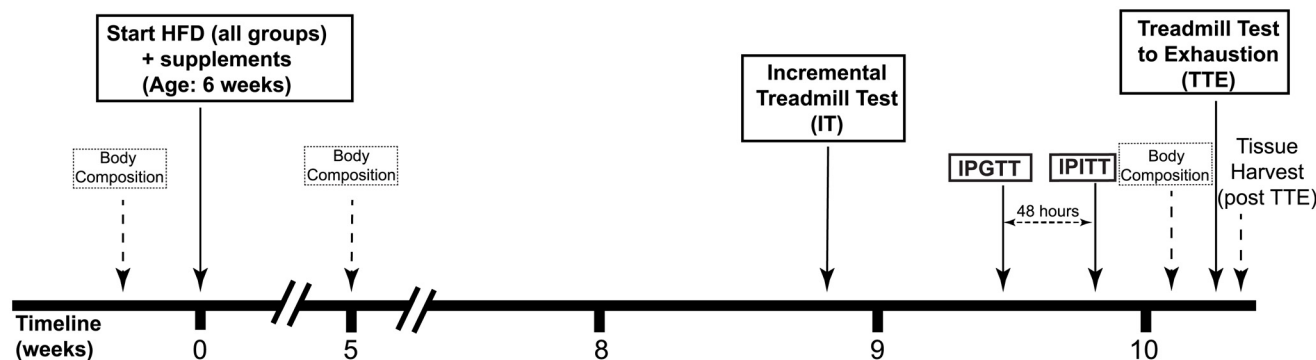 Start HFD (all groups)
+ supplements
(Age: 6 weeks)
Treadmill Test
to Exhaustion
(TTE)
Incremental
Treadmill Test
(IT)
Body
Composition
Body
Composition
IPGTT
IPITT
Body
Composition
Tissue
Harvest
(post TTE)
48 hours
Timeline
(weeks)
0
5
8
9
10